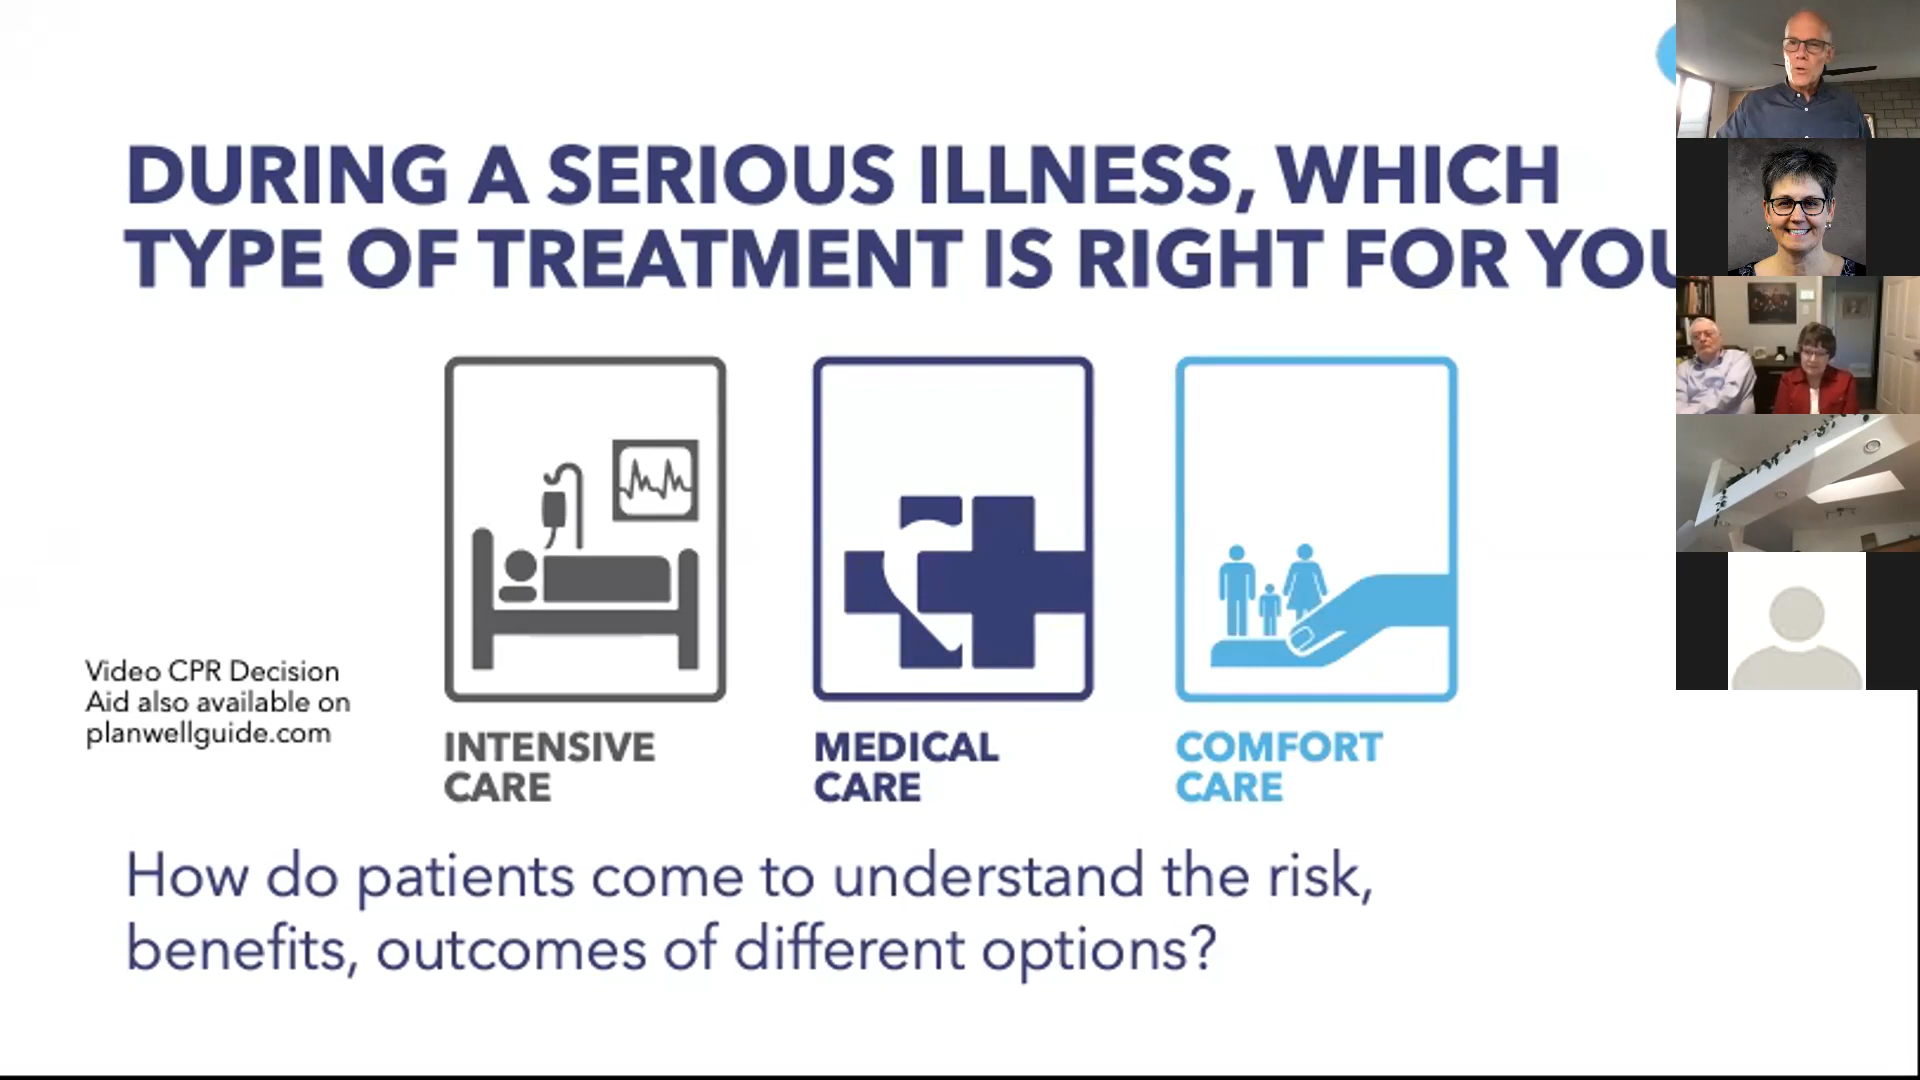 DURING A SERIOUS ILLNESS, WHICH
TYPE OF TREATMENT IS RIGHT FOR YOU
Video CPR Decision
Aid also available on
planwellguide.com
INTENSIVE
CARE
MEDICAL
CARE
COMFORT
CARE
How do patients come to understand the risk,
benefits, outcomes of different options?